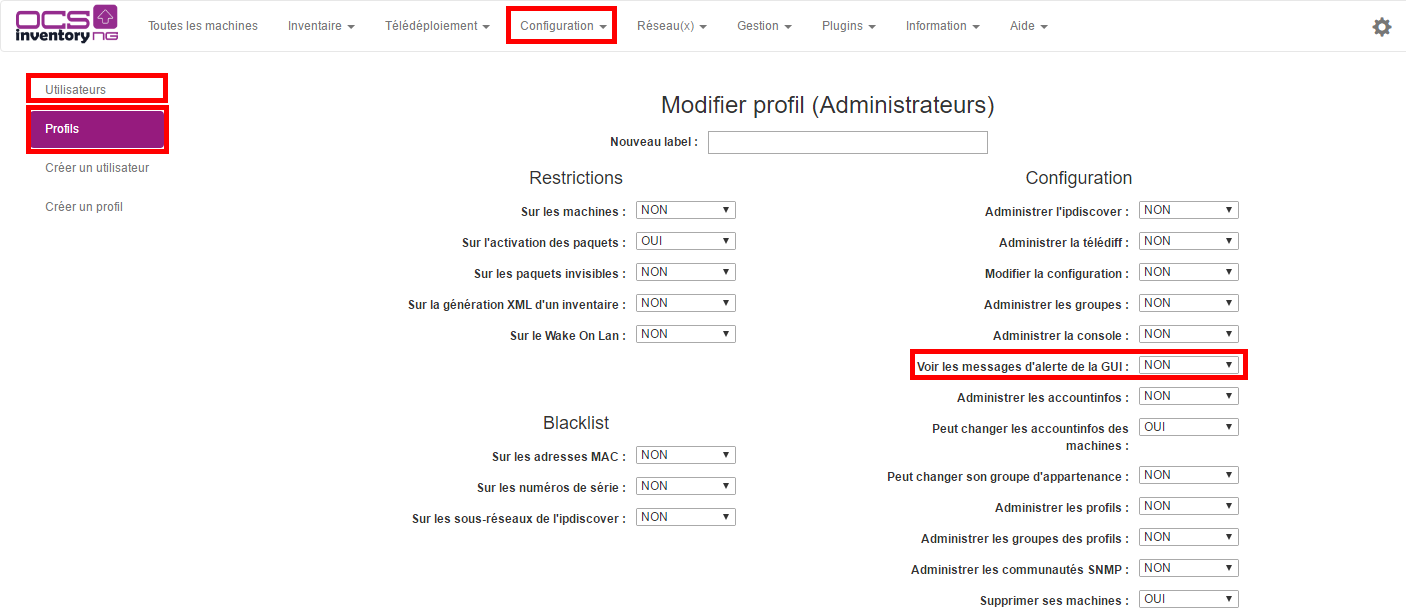 OCS
inventory NG
Toutes les machines Inventaire Télédéploiement Configuration Réseau(x) Gestion Plugins Information Aide
Utilisateurs
Profils
Créer un utilisateur
Créer un profil
Modifier profil (Administrateurs)
Nouveau label :
Restrictions
Sur les machines : NON
Sur l'activation des paquets : OUI
Sur les paquets invisibles : NON
Sur la génération XML d'un inventaire : NON
Sur le Wake On Lan : NON
Blacklist
Sur les adresses MAC : NON
Sur les numéros de série : NON
Sur les sous-réseaux de l'ipdiscover : NON
Configuration
Administrer l'ipdiscover : NON
Administrer la télédiff : NON
Modifier la configuration : NON
Administrer les groupes : NON
Administrer la console : NON
Voir les messages d'alerte de la GUI : NON
Administrer les accountinfos : NON
Peut changer les accountinfos des OUI
machines :
Peut changer son groupe d'appartenance : NON
Administrer les profils : NON
Administrer les groupes des profils : NON
Administrer les communautés SNMP : NON
Supprimer ses machines : OUI